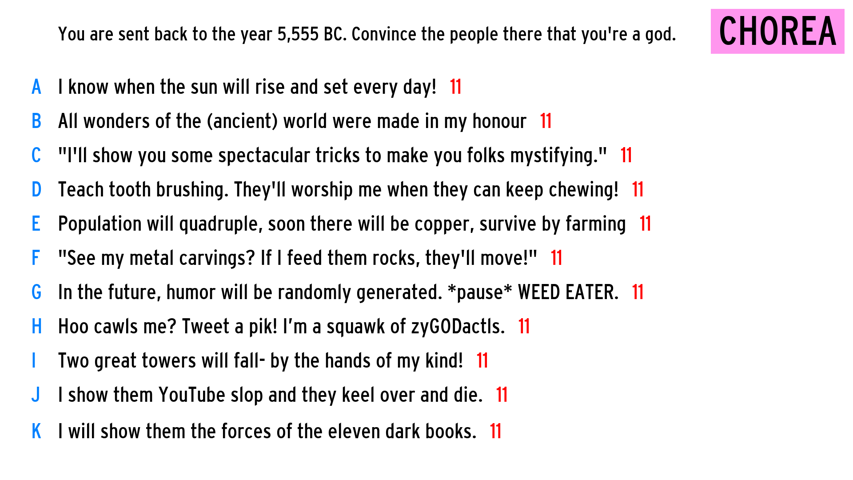 You are sent back to the year 5,555 BC. Convince the people there that you're a god.
CHOREA
A I know when the sun will rise and set every day! 11
B All wonders of the (ancient) world were made in my honour 11
C "I'll show you some spectacular tricks to make you folks mystifying." 11
D Teach tooth brushing. They'll worship me when they can keep chewing! 11
E Population will quadruple, soon there will be copper, survive by farming 11
F "See my metal carvings? If I feed them rocks, they'll move!" 11
G In the future, humor will be randomly generated. *pause* WEED EATER. 11
H Hoo cawls me? Tweet a pik! I’m a squawk of zyGODactls. 11
I Two great towers will fall- by the hands of my kind! 11
J I show them YouTube slop and they keel over and die. 11
K I will show them the forces of the eleven dark books. 11